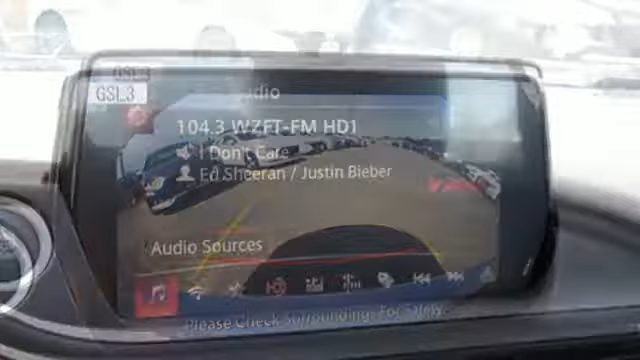 GSL3
GSL3
104.3 WZFT-FM HD1
I Don't Care
Ed Sheeran / Justin Bieber
Audio Sources
Please Check Surroundings For Safety